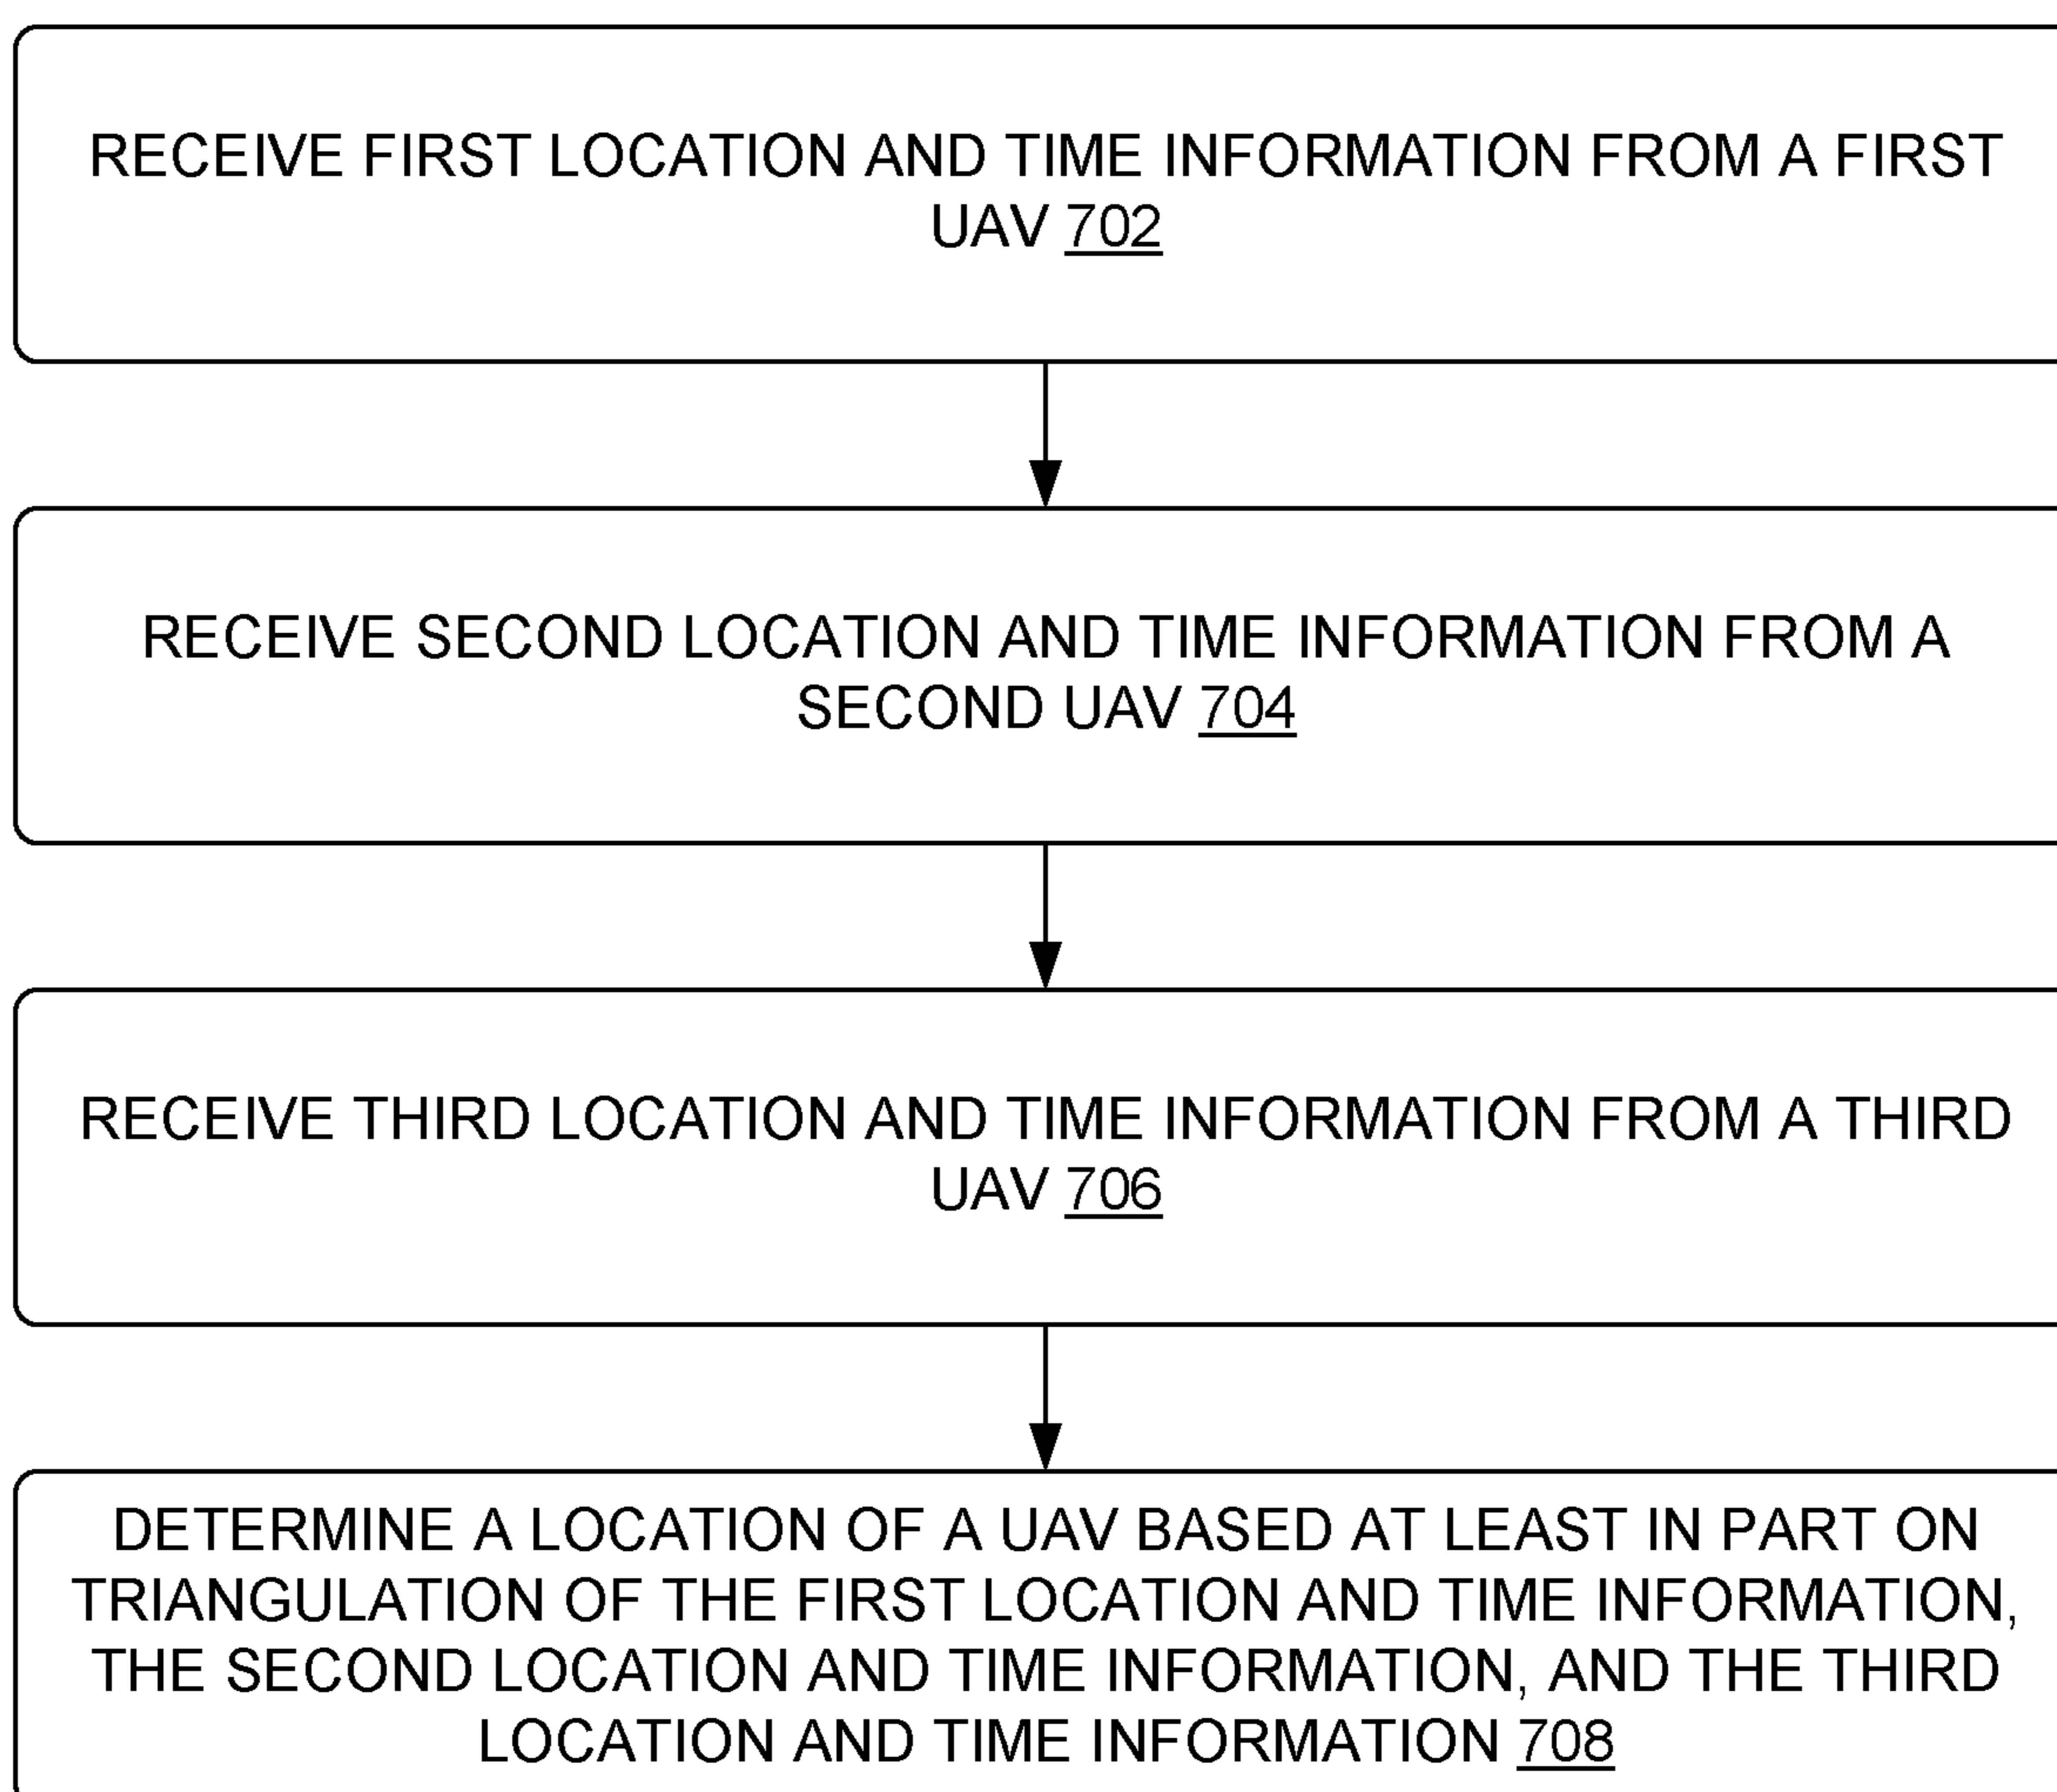 RECEIVE FIRST LOCATION AND TIME INFORMATION FROM A FIRST
UAV 702
RECEIVE SECOND LOCATION AND TIME INFORMATION FROM A
SECOND UAV 704
RECEIVE THIRD LOCATION AND TIME INFORMATION FROM A THIRD
UAV 706
DETERMINE A LOCATION OF A UAV BASED AT LEAST IN PART ON
TRIANGULATION OF THE FIRST LOCATION AND TIME INFORMATION,
THE SECOND LOCATION AND TIME INFORMATION, AND THE THIRD
LOCATION AND TIME INFORMATION 708